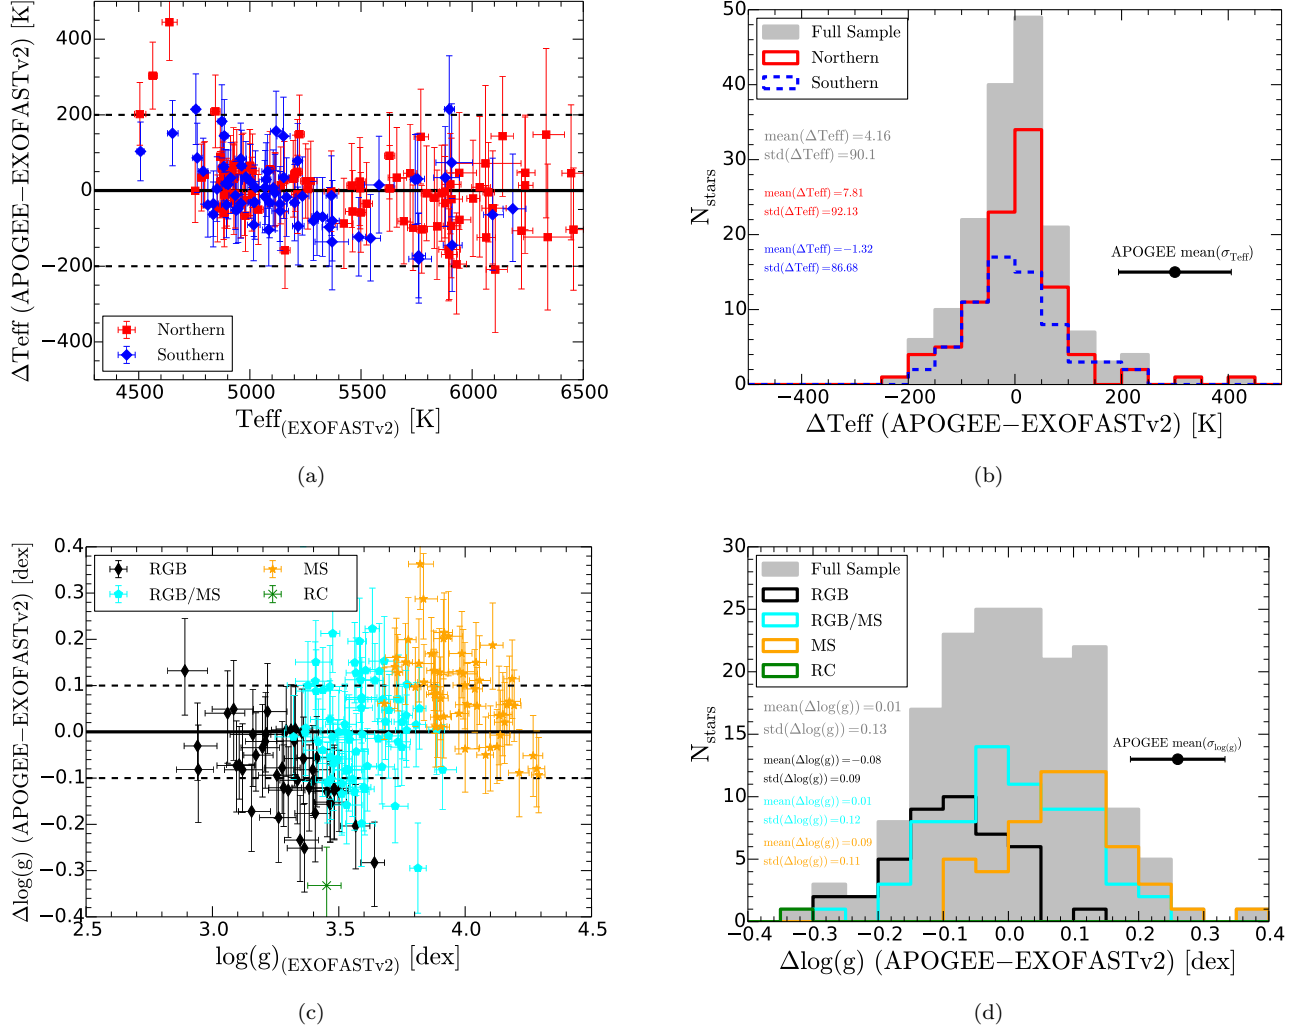 ΔTeff (APOGEE−EXOFASTv2) [K]
400
200
0
−200
−400
Northern
Southern
4500 5000 5500 6000 6500
Teff(EXOFASTv2) [K]
(a)
N_stars
50
40
30
20
10
0
Full Sample
Northern
Southern
mean(ΔTeff)=4.16
std(ΔTeff)=90.1
mean(ΔTeff)=7.81
std(ΔTeff)=92.13
mean(ΔTeff)=−1.32
std(ΔTeff)=86.68
APOGEE mean(σ_Teff)
−400 −200 0 200 400
ΔTeff (APOGEE−EXOFASTv2) [K]
(b)
Δlog(g) (APOGEE−EXOFASTv2) [dex]
0.4
0.3
0.2
0.1
0.0
−0.1
−0.2
−0.3
−0.4
RGB MS
RGB/MS RC
2.5 3.0 3.5 4.0 4.5
log(g)(EXOFASTv2) [dex]
(c)
N_stars
30
25
20
15
10
5
0
Full Sample
RGB
RGB/MS
MS
RC
mean(Δlog(g))=0.01
std(Δlog(g))=0.13
mean(Δlog(g))=−0.08
std(Δlog(g))=0.09
mean(Δlog(g))=0.01
std(Δlog(g))=0.12
mean(Δlog(g))=0.09
std(Δlog(g))=0.11
APOGEE mean(σ_log(g))
−0.4 −0.3 −0.2 −0.1 0.0 0.1 0.2 0.3 0.4
Δlog(g) (APOGEE−EXOFASTv2) [dex]
(d)